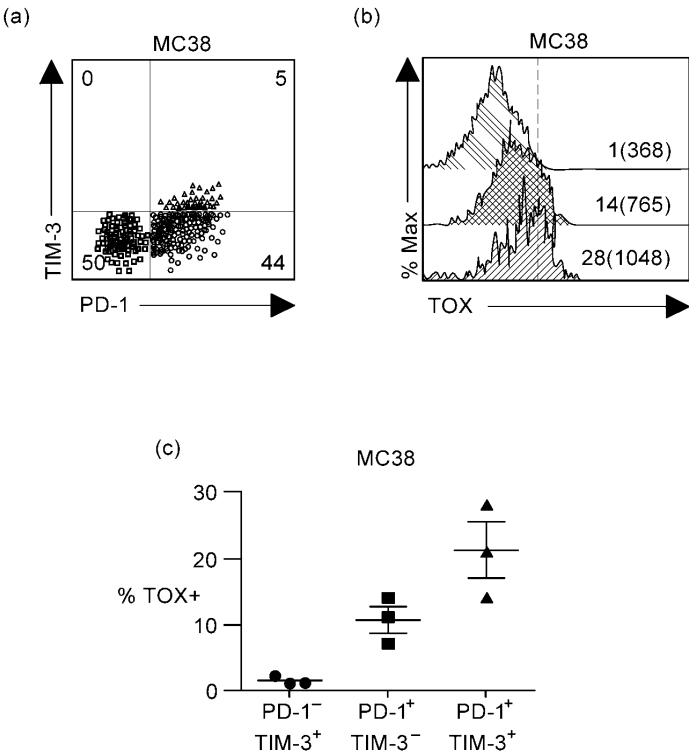 (a)
MC38
0 5
50 44
TIM-3
PD-1
(b)
MC38
1(368)
14(765)
28(1048)
% Max
TOX
(c)
MC38
30
20
10
0
% TOX+
PD-1⁻ PD-1⁺ PD-1⁺
TIM-3⁺ TIM-3⁻ TIM-3⁺